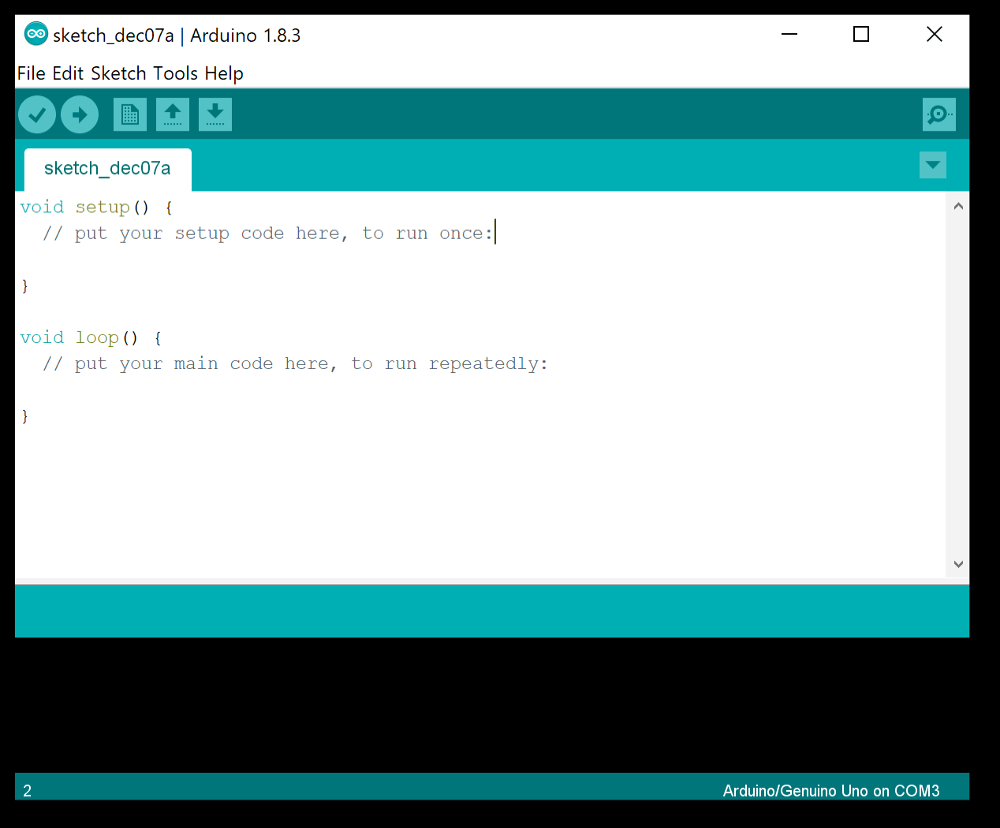 sketch_dec07a | Arduino 1.8.3
File Edit Sketch Tools Help
sketch_dec07a
void setup() {
  // put your setup code here, to run once:
}
void loop() {
  // put your main code here, to run repeatedly:
}
2 Arduino/Genuino Uno on COM3